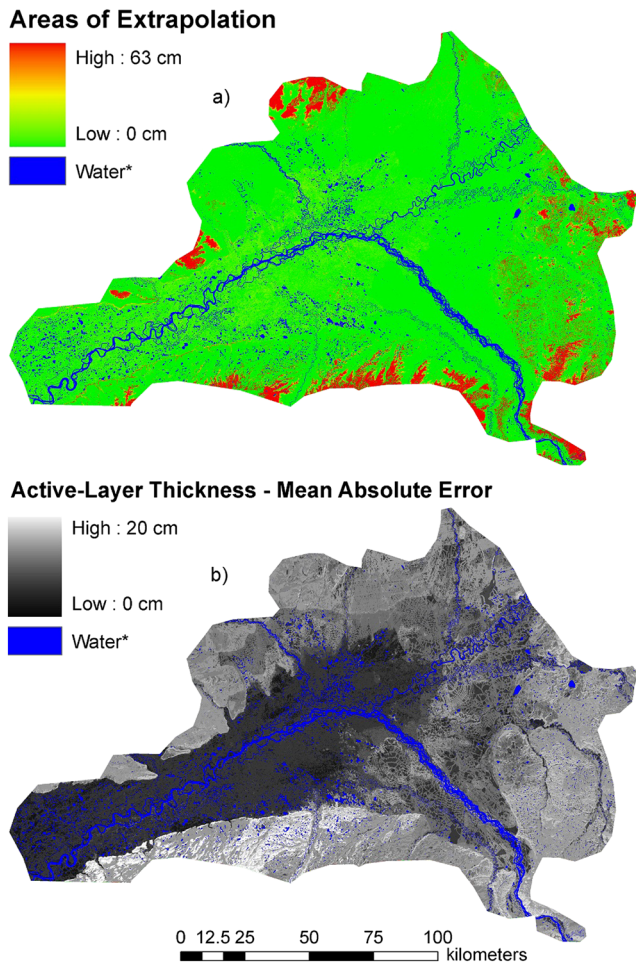 Areas of Extrapolation
High : 63 cm
a)
Low : 0 cm
Water*
Active-Layer Thickness - Mean Absolute Error
High : 20 cm
b)
Low : 0 cm
Water*
0 12.5 25 50 75 100
kilometers